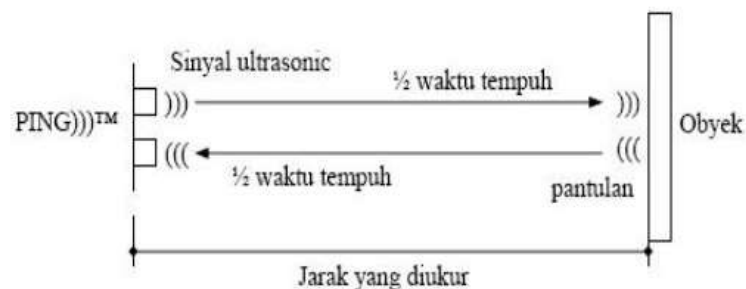 Sinyal ultrasonic
½ waktu tempuh
PING)))™
)))
)))
Obyek
(((
(((
½ waktu tempuh
pantulan
Jarak yang diukur